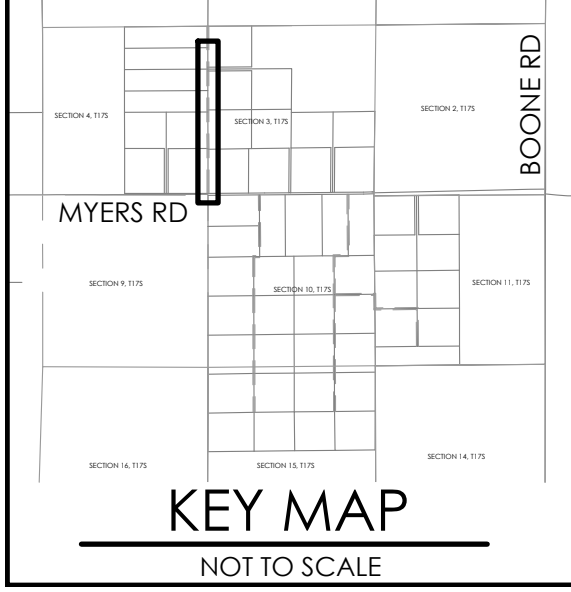 BOONE RD
SECTION 2, T17S
SECTION 4, T17S
SECTION 3, T17S
MYERS RD
SECTION 9, T17S
SECTION 10, T17S
SECTION 11, T17S
SECTION 16, T17S
SECTION 15, T17S
SECTION 14, T17S
KEY MAP
NOT TO SCALE